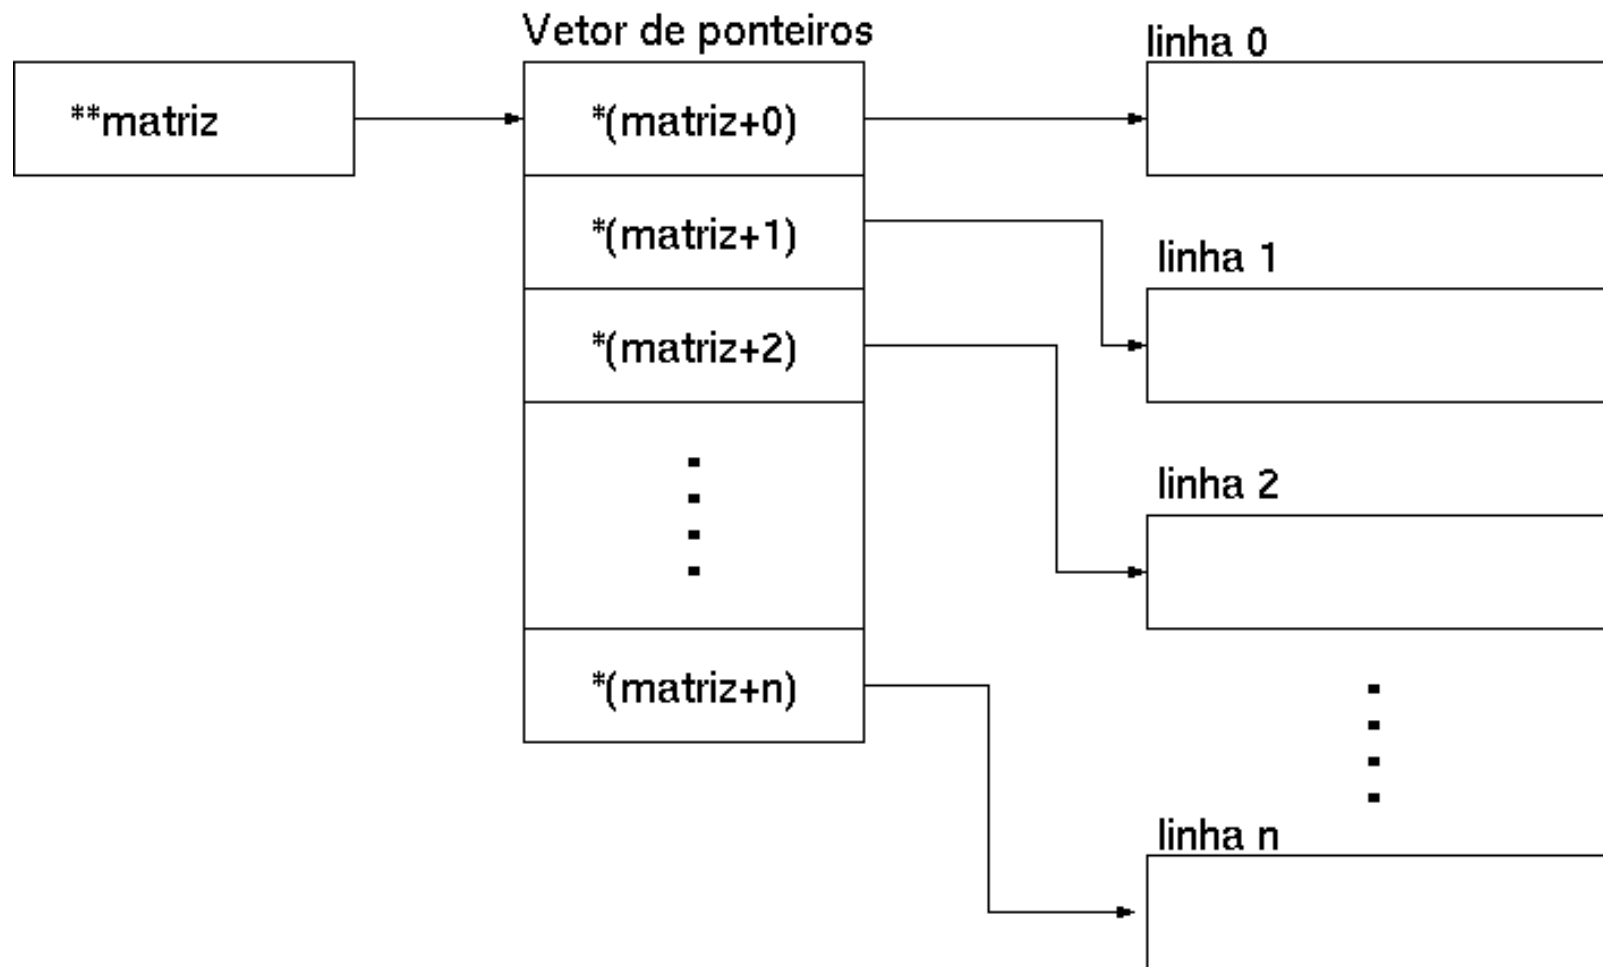 Vetor de ponteiros
linha 0
**matriz
*(matriz+0)
*(matriz+1)
linha 1
*(matriz+2)
linha 2
*(matriz+n)
linha n